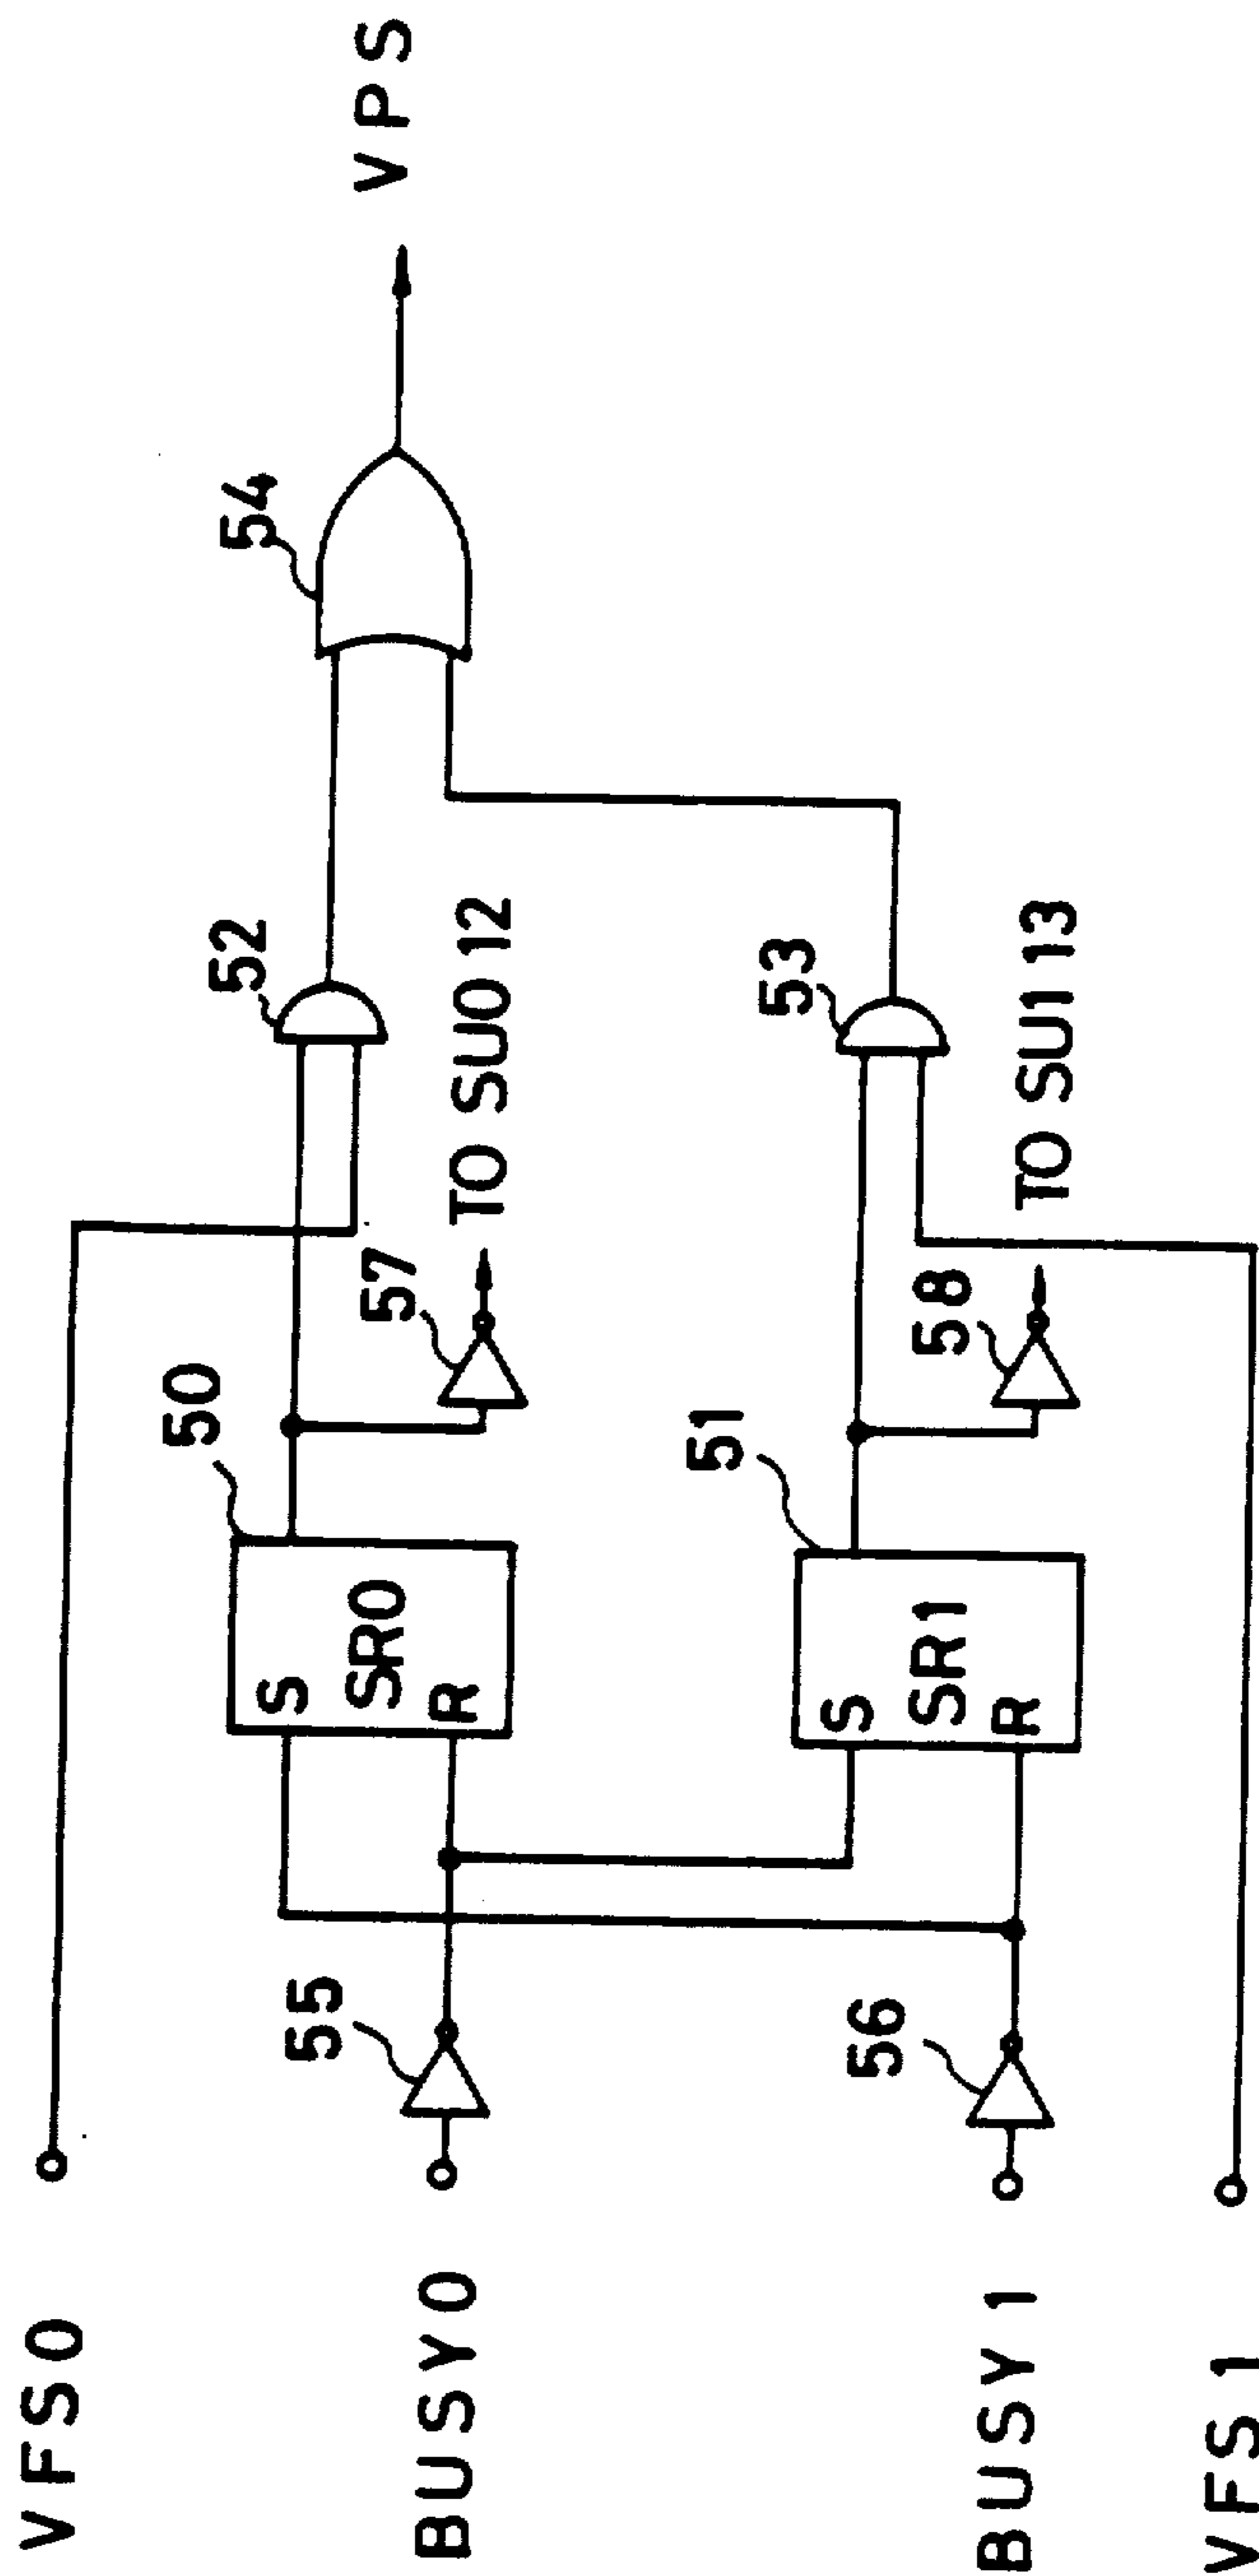 VFS0
BUSY0
BUSY1
VFS1
55
56
S
SR0
R
50
S
SR1
R
51
57
TO SU0 12
58
TO SU1 13
52
53
54
VPS